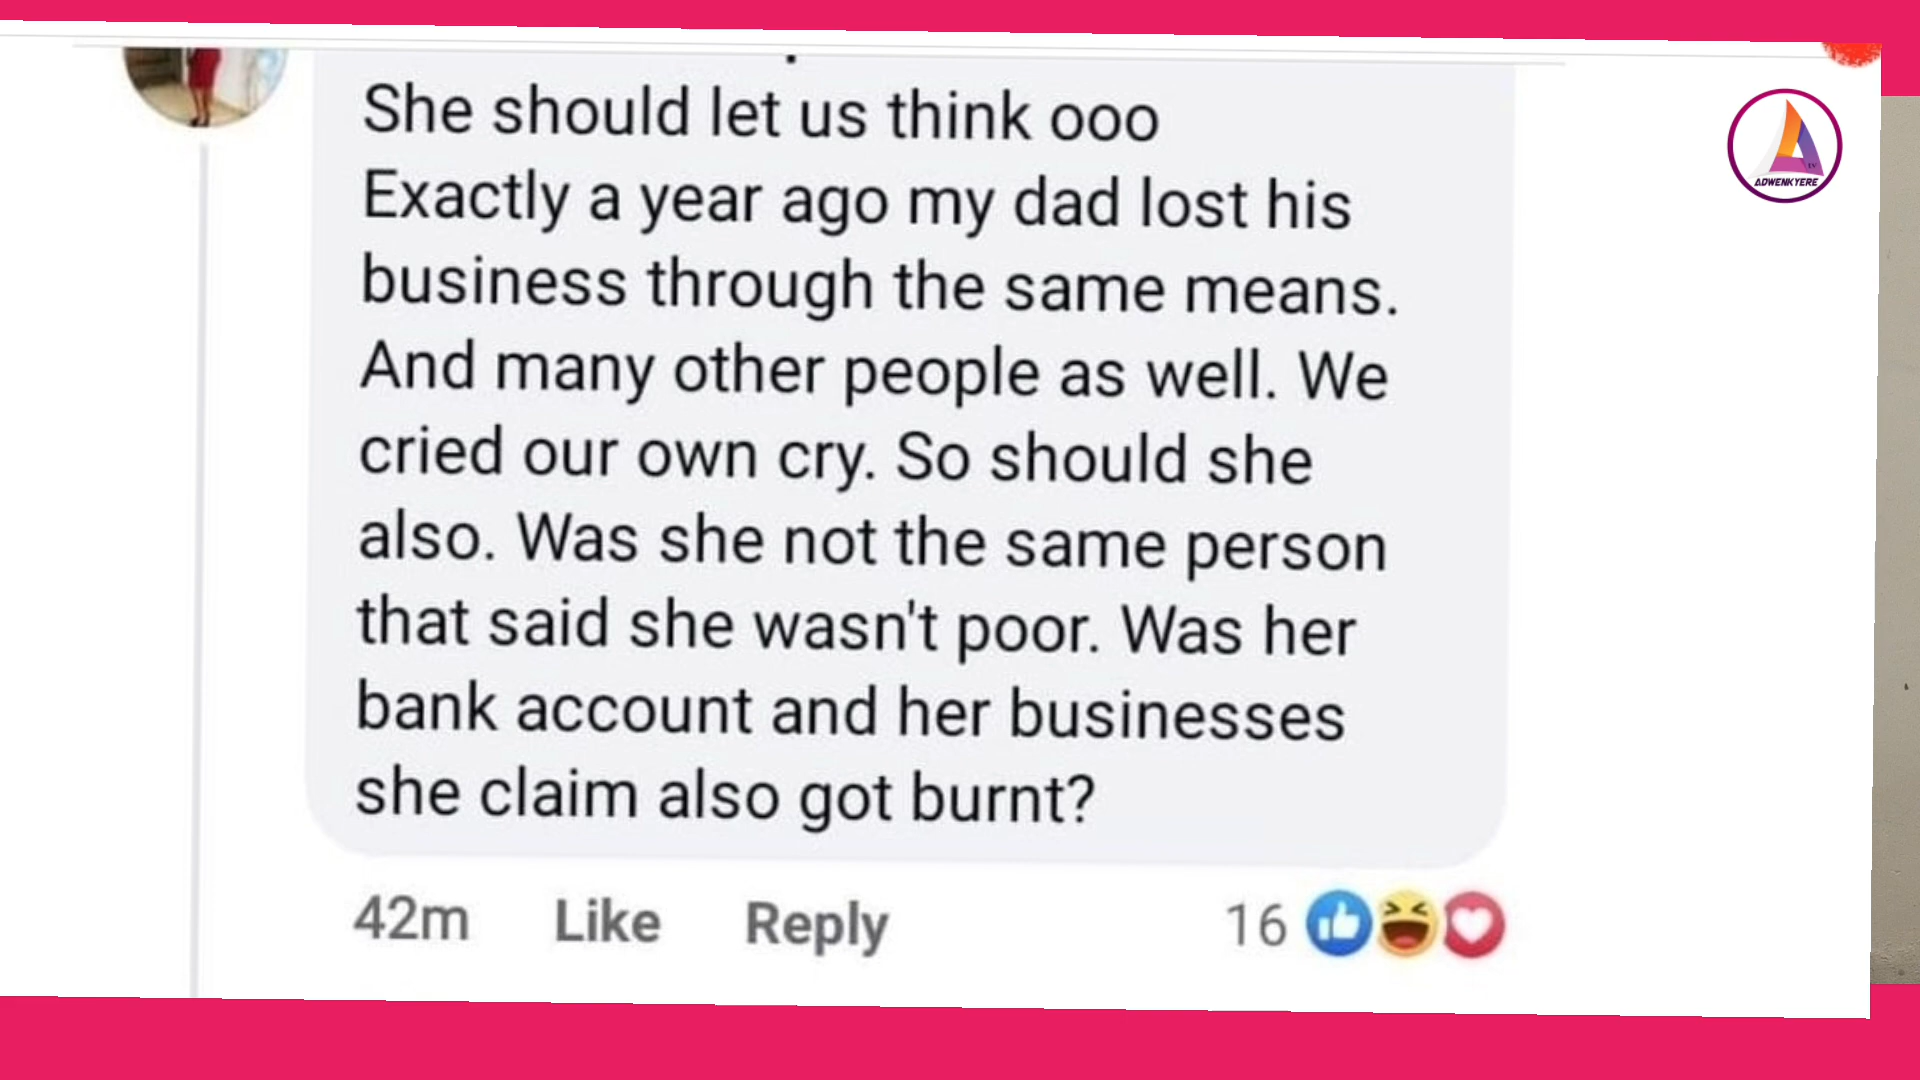 She should let us think ooo
Exactly a year ago my dad lost his
business through the same means.
And many other people as well. We
cried our own cry. So should she
also. Was she not the same person
that said she wasn't poor. Was her
bank account and her businesses
she claim also got burnt?
42m Like Reply 16
tv
ADWENKYERE